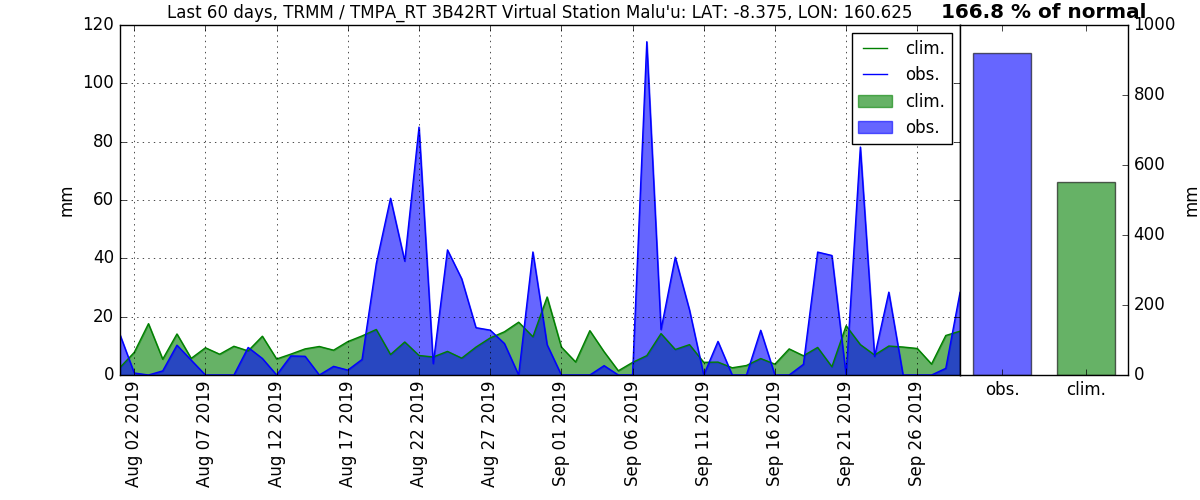 Last 60 days, TRMM / TMPA_RT 3B42RT Virtual Station Malu'u: LAT: -8.375, LON: 160.625
166.8 % of normal
120
100
80
60
40
20
0
mm
clim.
obs.
clim.
obs.
1000
800
600
400
200
0
mm
Aug 02 2019
Aug 07 2019
Aug 12 2019
Aug 17 2019
Aug 22 2019
Aug 27 2019
Sep 01 2019
Sep 06 2019
Sep 11 2019
Sep 16 2019
Sep 21 2019
Sep 26 2019
obs.
clim.